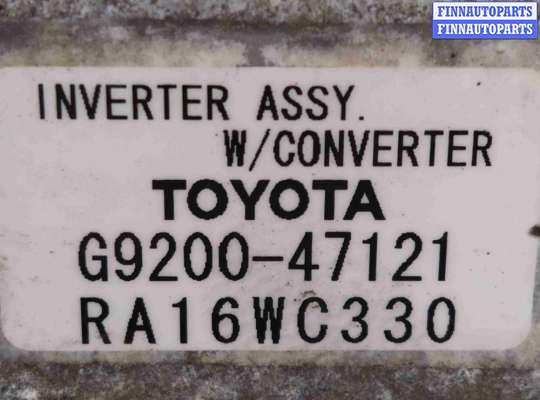 FINNAUTOPARTS
FINNAUTOPARTS
INVERTER ASSY.
W/CONVERTER
TOYOTA
G9200-47121
RA16WC330